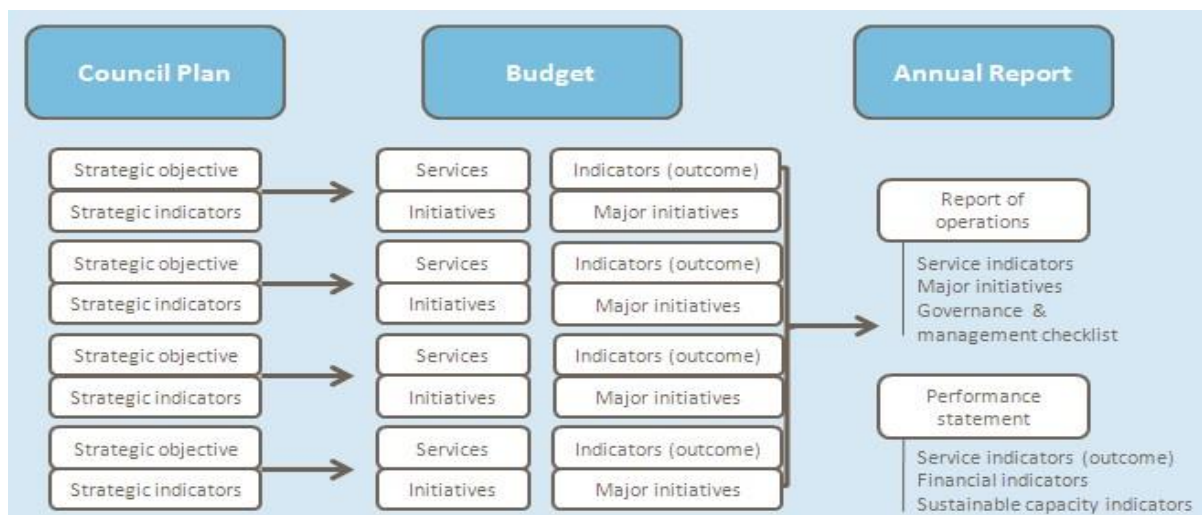 Council Plan
Budget
Annual Report
Strategic objective
Strategic indicators
Services
Initiatives
Indicators (outcome)
Major initiatives
Strategic objective
Strategic indicators
Services
Initiatives
Indicators (outcome)
Major initiatives
Strategic objective
Strategic indicators
Services
Initiatives
Indicators (outcome)
Major initiatives
Strategic objective
Strategic indicators
Services
Initiatives
Indicators (outcome)
Major initiatives
Report of
operations
Service indicators
Major initiatives
Governance &
management checklist
Performance
statement
Service indicators (outcome)
Financial indicators
Sustainable capacity indicators